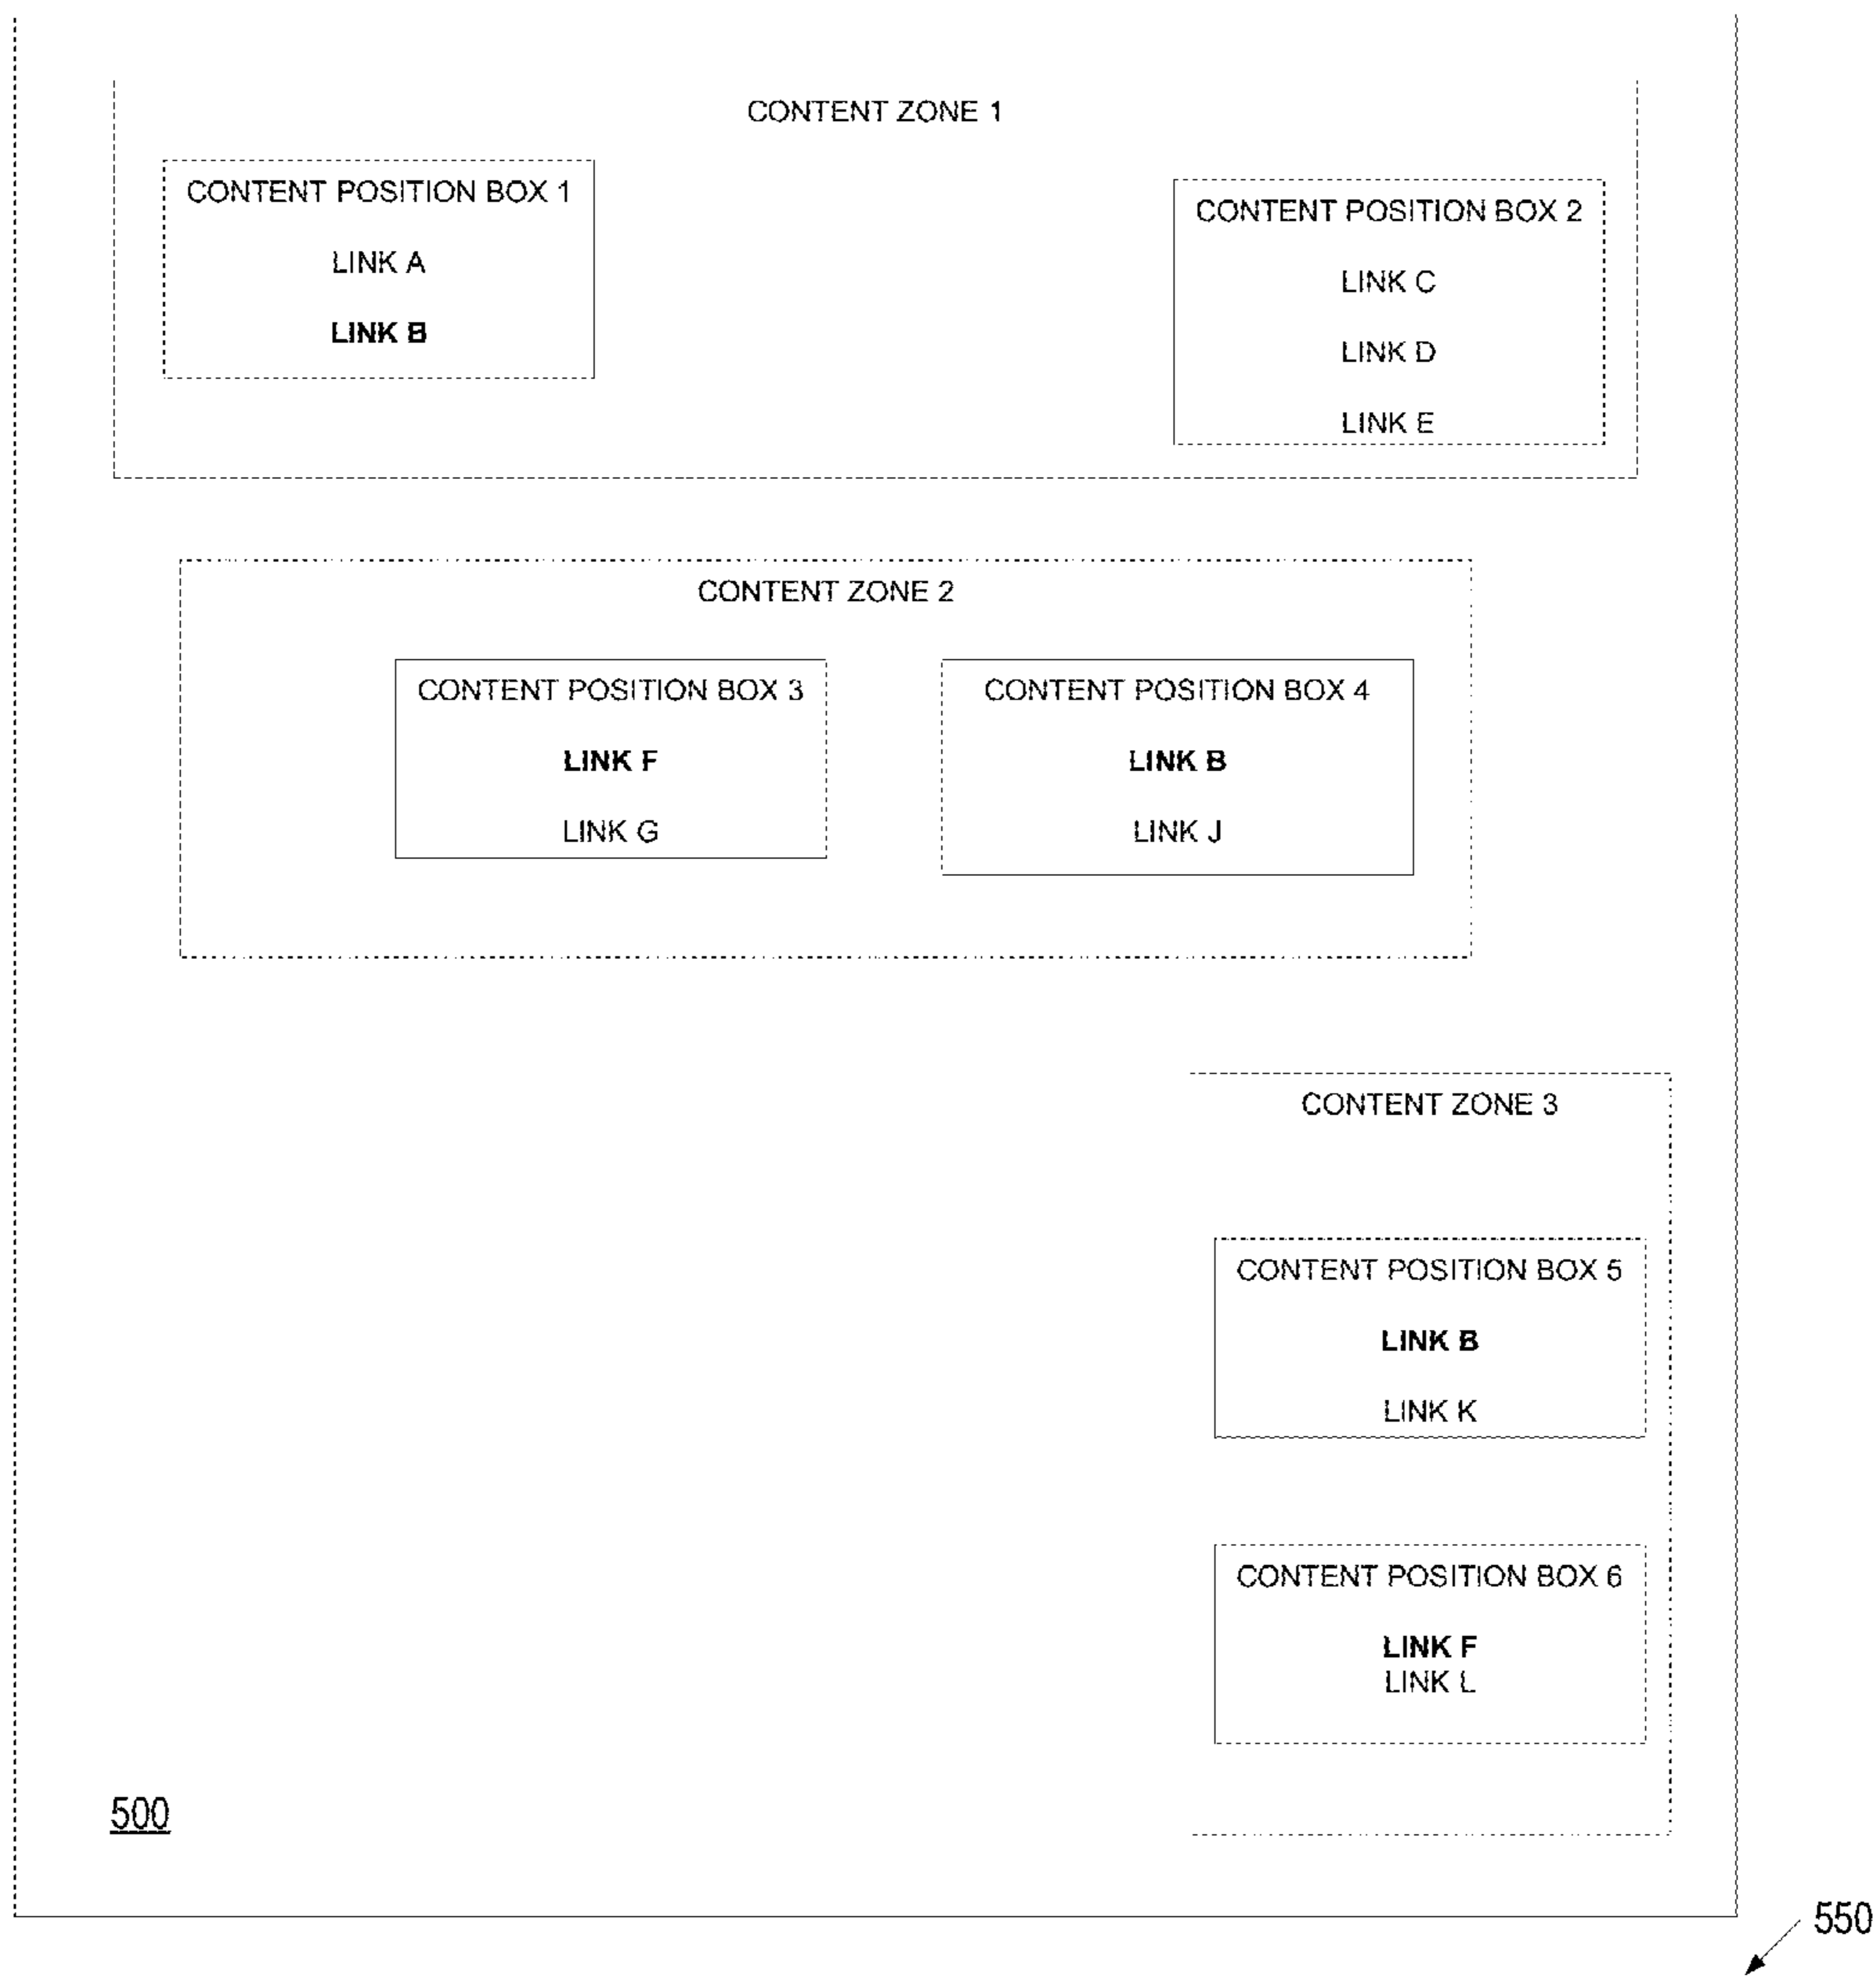 CONTENT ZONE 1
CONTENT POSITION BOX 1
LINK A
LINK B
CONTENT POSITION BOX 2
LINK C
LINK D
LINK E
CONTENT ZONE 2
CONTENT POSITION BOX 3
LINK F
LINK G
CONTENT POSITION BOX 4
LINK B
LINK J
CONTENT ZONE 3
CONTENT POSITION BOX 5
LINK B
LINK K
CONTENT POSITION BOX 6
LINK F
LINK L
500
550